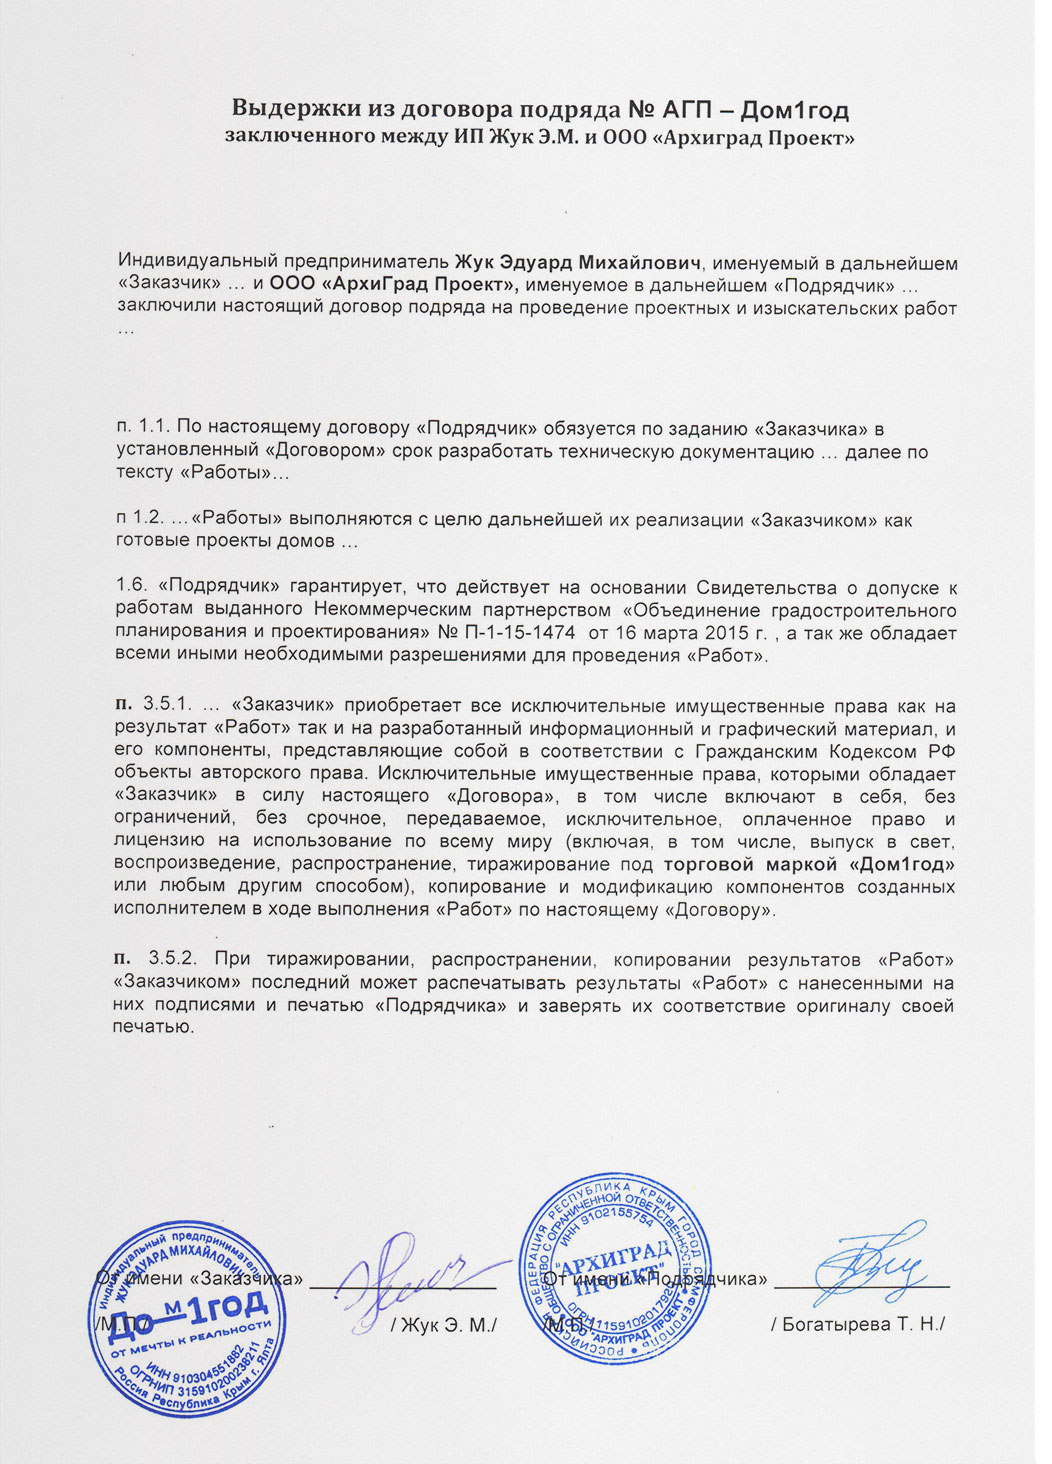 Выдержки из договора подряда № АГП – Дом1год
заключенного между ИП Жук Э.М. и ООО «Архиград Проект»
Индивидуальный предприниматель Жук Эдуард Михайлович, именуемый в дальнейшем
«Заказчик» … и ООО «АрхиГрад Проект», именуемое в дальнейшем «Подрядчик» …
заключили настоящий договор подряда на проведение проектных и изыскательских работ
…
п. 1.1. По настоящему договору «Подрядчик» обязуется по заданию «Заказчика» в
установленный «Договором» срок разработать техническую документацию … далее по
тексту «Работы»…
п 1.2. …«Работы» выполняются с целю дальнейшей их реализации «Заказчиком» как
готовые проекты домов …
1.6. «Подрядчик» гарантирует, что действует на основании Свидетельства о допуске к
работам выданного Некоммерческим партнерством «Объединение градостроительного
планирования и проектирования» № П-1-15-1474 от 16 марта 2015 г. , а так же обладает
всеми иными необходимыми разрешениями для проведения «Работ».
п. 3.5.1. … «Заказчик» приобретает все исключительные имущественные права как на
результат «Работ» так и на разработанный информационный и графический материал, и
его компоненты, представляющие собой в соответствии с Гражданским Кодексом РФ
объекты авторского права. Исключительные имущественные права, которыми обладает
«Заказчик» в силу настоящего «Договора», в том числе включают в себя, без
ограничений, без срочное, передаваемое, исключительное, оплаченное право и
лицензию на использование по всему миру (включая, в том числе, выпуск в свет,
воспроизведение, распространение, тиражирование под торговой маркой «Дом1год»
или любым другим способом), копирование и модификацию компонентов созданных
исполнителем в ходе выполнения «Работ» по настоящему «Договору».
п. 3.5.2. При тиражировании, распространении, копировании результатов «Работ»
«Заказчиком» последний может распечатывать результаты «Работ» с нанесенными на
них подписями и печатью «Подрядчика» и заверять их соответствие оригиналу своей
печатью.
От имени «Заказчика»
/М.П./
/ Жук Э. М./
Индивидуальный предприниматель
ЖУК ЭДУАРД МИХАЙЛОВИЧ
Дом—1год
ОТ МЕЧТЫ К РЕАЛЬНОСТИ
ИНН 910304551882
ОГРНИП 315910200238211
Россия Республика Крым г. Ялта
От имени «Подрядчика»
/М.П./
/ Богатырева Т. Н./
РОССИЙСКАЯ ФЕДЕРАЦИЯ РЕСПУБЛИКА КРЫМ ГОРОД СИМФЕРОПОЛЬ
ОБЩЕСТВО С ОГРАНИЧЕННОЙ ОТВЕТСТВЕННОСТЬЮ
ООО "АРХИГРАД ПРОЕКТ"
ИНН 9102155754
"АРХИГРАД
ПРОЕКТ"